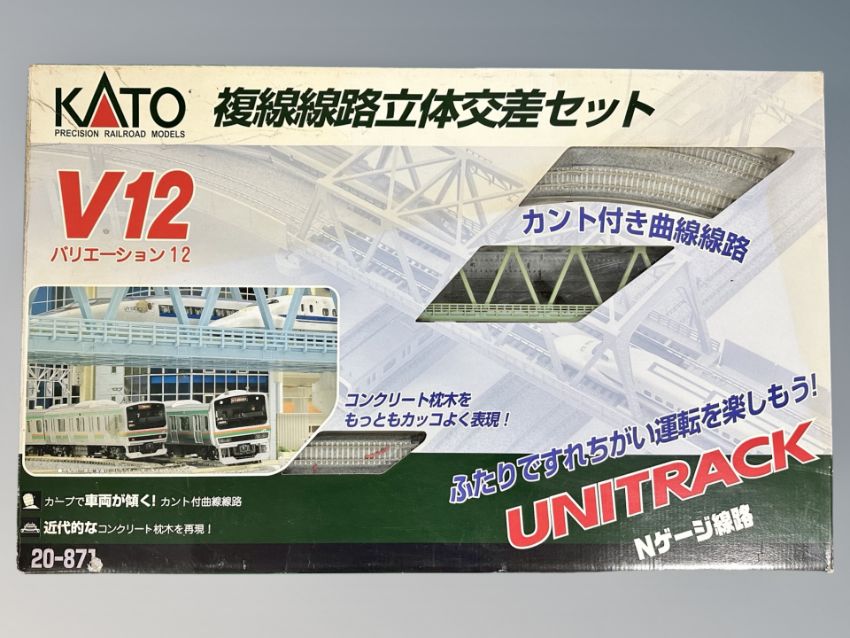 KATO
PRECISION RAILROAD MODELS
複線線路立体交差セット
V12
バリエーション12
カント付き曲線線路
コンクリート枕木を
もっともカッコよく表現！
ふたりですれちがい運転を楽しもう！
UNITRACK
Nゲージ線路
カーブで車両が傾く！ カント付曲線線路
近代的なコンクリート枕木を再現！
20-871